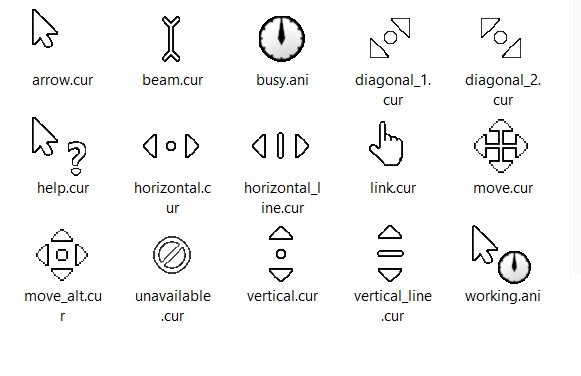 arrow.cur
beam.cur
busy.ani
diagonal_1.
cur
diagonal_2.
cur
help.cur
horizontal.c
ur
horizontal_l
ine.cur
link.cur
move.cur
move_alt.cu
r
unavailable
.cur
vertical.cur
vertical_line
.cur
working.ani